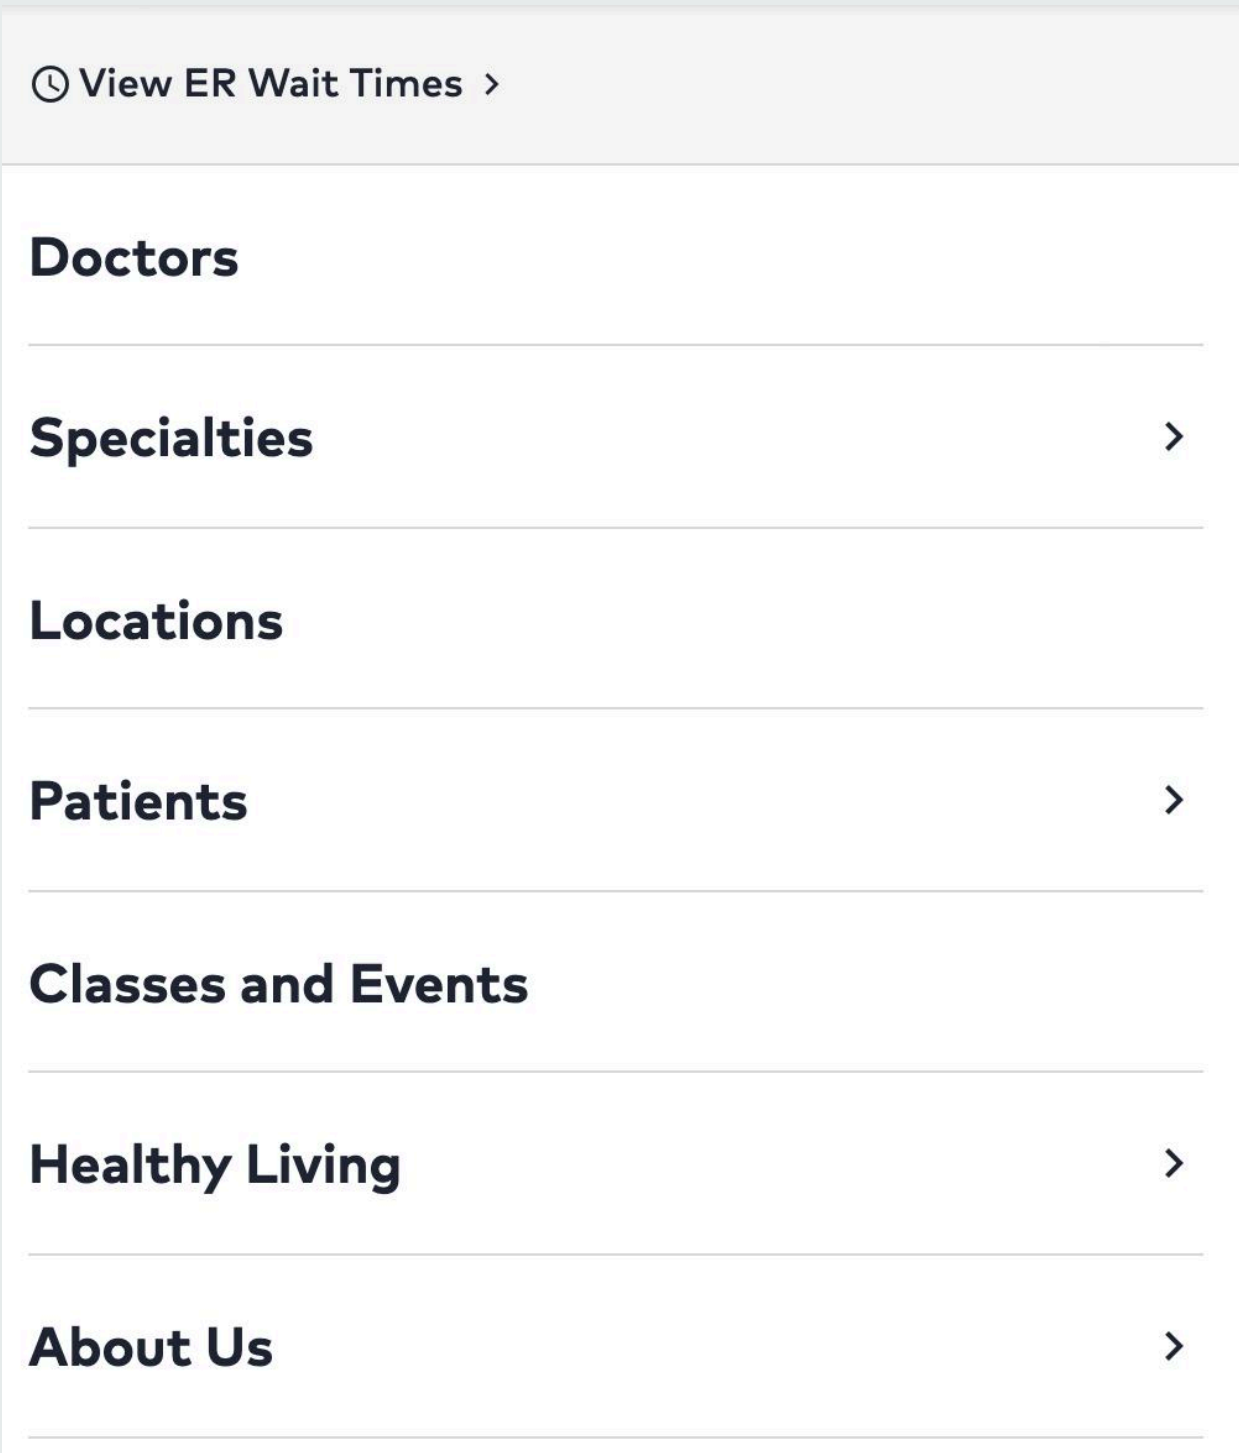 View ER Wait Times
Doctors
Specialties
Locations
Patients
Classes and Events
Healthy Living
About Us